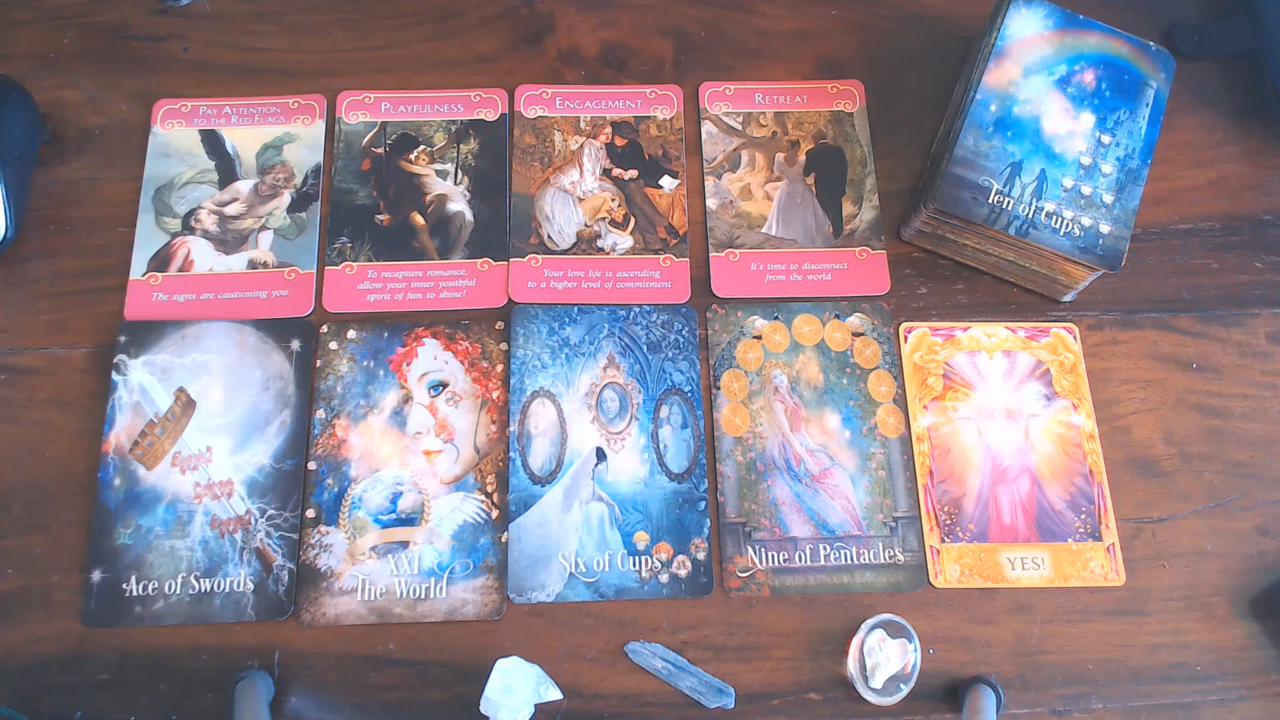 PAY ATTENTION
TO THE RED FLAGS
The signs are cautioning you.
PLAYFULNESS
To recapture romance,
allow your inner youthful
spirit of fun to shine!
ENGAGEMENT
Your love life is ascending
to a higher level of commitment
RETREAT
It's time to disconnect
from the world
Ten of Cups
Ace of Swords
XXI
The World
Six of Cups
Nine of Pentacles
YES!